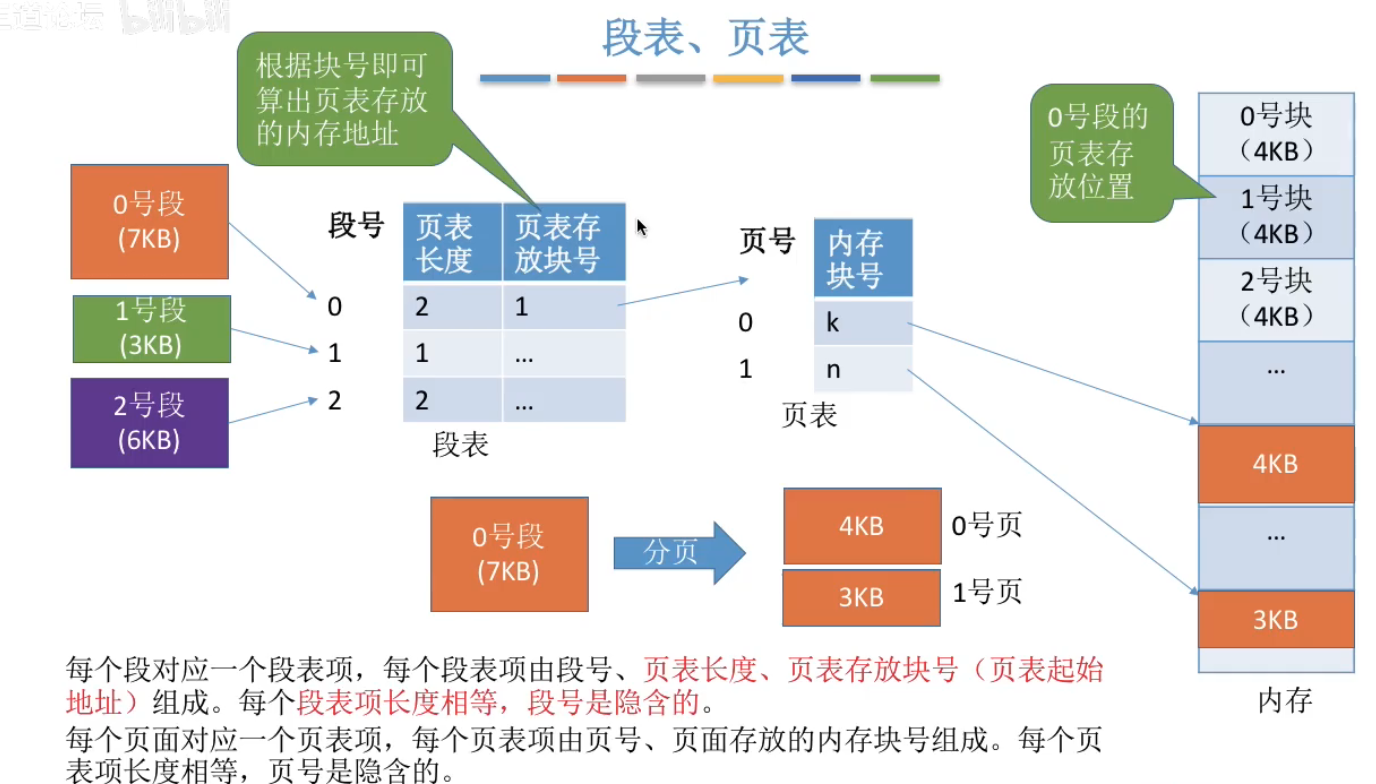 王道论坛 bilibili
段表、页表
根据块号即可
算出页表存放
的内存地址
0号段的
页表存
放位置
0号段
(7KB)
1号段
(3KB)
2号段
(6KB)
段号
页表
长度
页表存
放块号
0
2
1
1
1
...
2
2
...
段表
页号
内存
块号
0
k
1
n
页表
0号块
（4KB）
1号块
（4KB）
2号块
（4KB）
...
4KB
...
3KB
内存
0号段
(7KB)
分页
4KB
0号页
3KB
1号页
每个段对应一个段表项，每个段表项由段号、页表长度、页表存放块号（页表起始
地址）组成。每个段表项长度相等，段号是隐含的。
每个页面对应一个页表项，每个页表项由页号、页面存放的内存块号组成。每个页
表项长度相等，页号是隐含的。